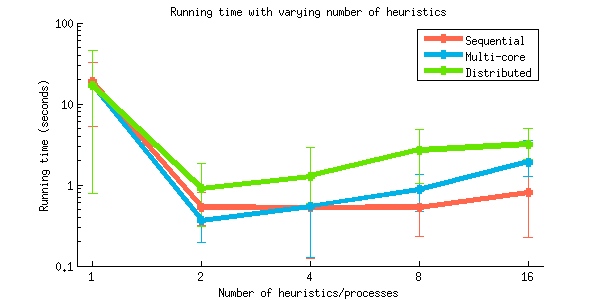 Running time with varying number of heuristics
100
10
1
0.1
Running time (seconds)
Sequential
Multi-core
Distributed
1 2 4 8 16
Number of heuristics/processes